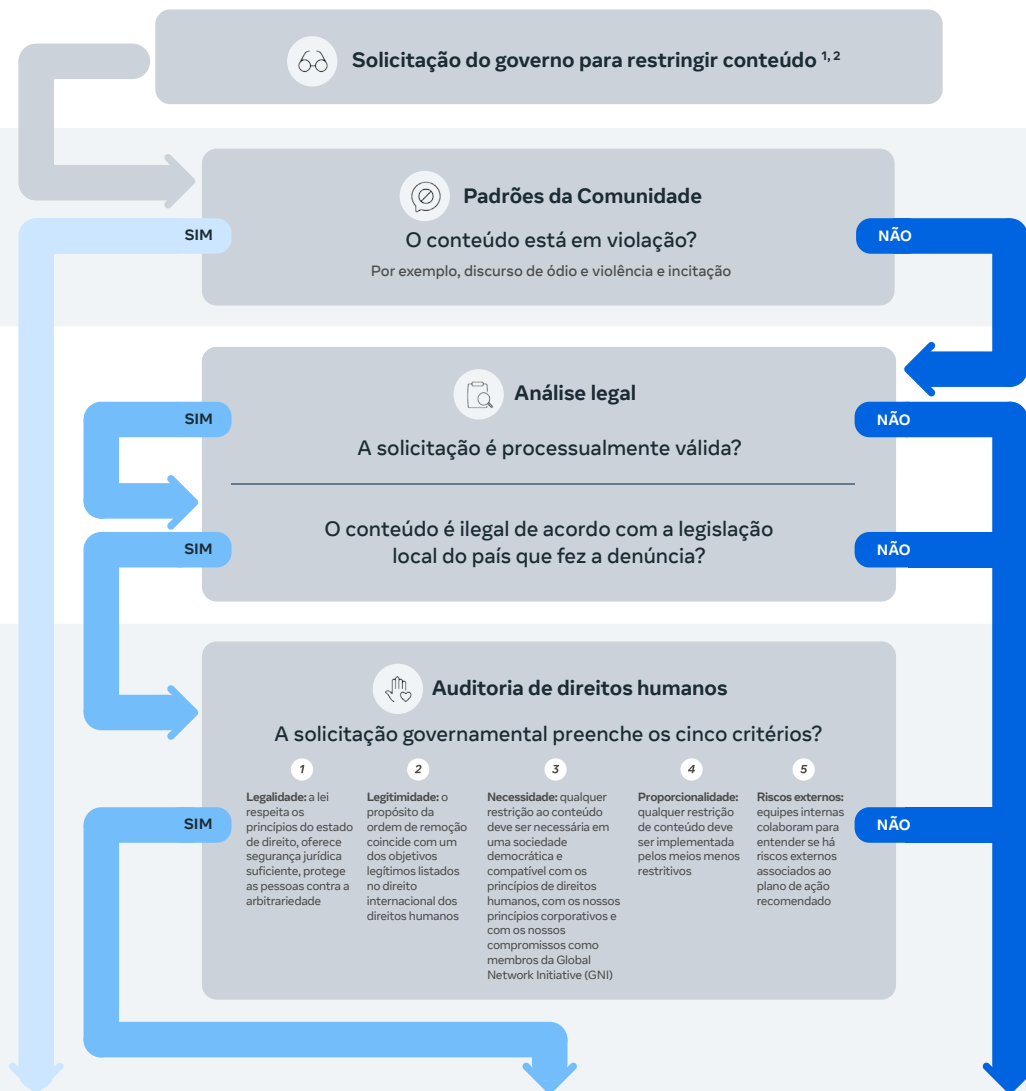 Solicitação do governo para restringir conteúdo 1, 2
Padrões da Comunidade
SIM
NÃO
O conteúdo está em violação?
Por exemplo, discurso de ódio e violência e incitação
Análise legal
SIM
NÃO
A solicitação é processualmente válida?
O conteúdo é ilegal de acordo com a legislação
local do país que fez a denúncia?
SIM
NÃO
Auditoria de direitos humanos
A solicitação governamental preenche os cinco critérios?
1
Legalidade: a lei
respeita os
princípios do estado
de direito, oferece
segurança jurídica
suficiente, protege
as pessoas contra a
arbitrariedade
2
Legitimidade: o
propósito da
ordem de remoção
coincide com um
dos objetivos
legítimos listados
no direito
internacional dos
direitos humanos
3
Necessidade: qualquer
restrição ao conteúdo
deve ser necessária em
uma sociedade
democrática e
compatível com os
princípios de direitos
humanos, com os nossos
princípios corporativos e
com os nossos
compromissos como
membros da Global
Network Initiative (GNI)
4
Proporcionalidade:
qualquer restrição
de conteúdo deve
ser implementada
pelos meios menos
restritivos
5
Riscos externos:
equipes internas
colaboram para
entender se há
riscos externos
associados ao
plano de ação
recomendado
SIM
NÃO